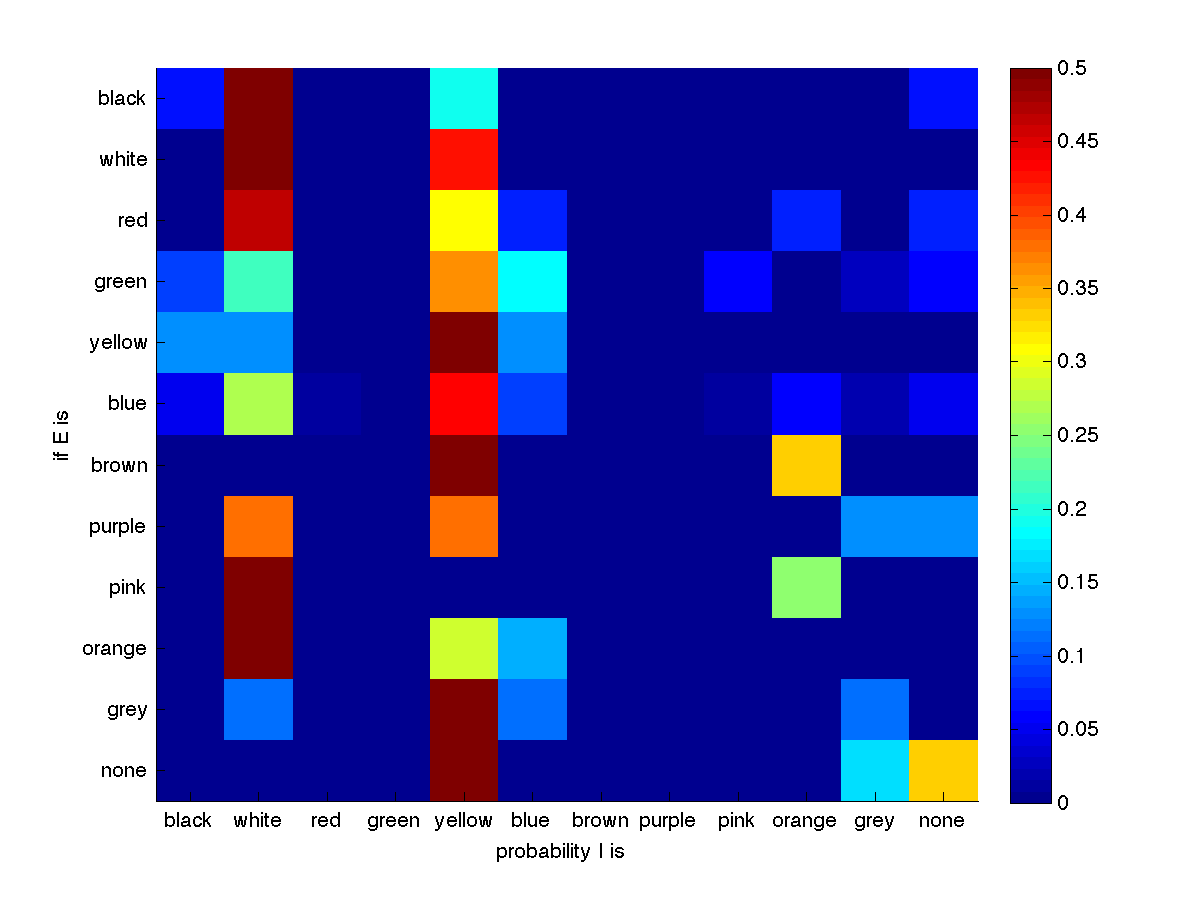 black
white
red
green
yellow
blue
brown
purple
pink
orange
grey
none
if E is
black white red green yellow blue brown purple pink orange grey none
probability I is
0.5
0.45
0.4
0.35
0.3
0.25
0.2
0.15
0.1
0.05
0